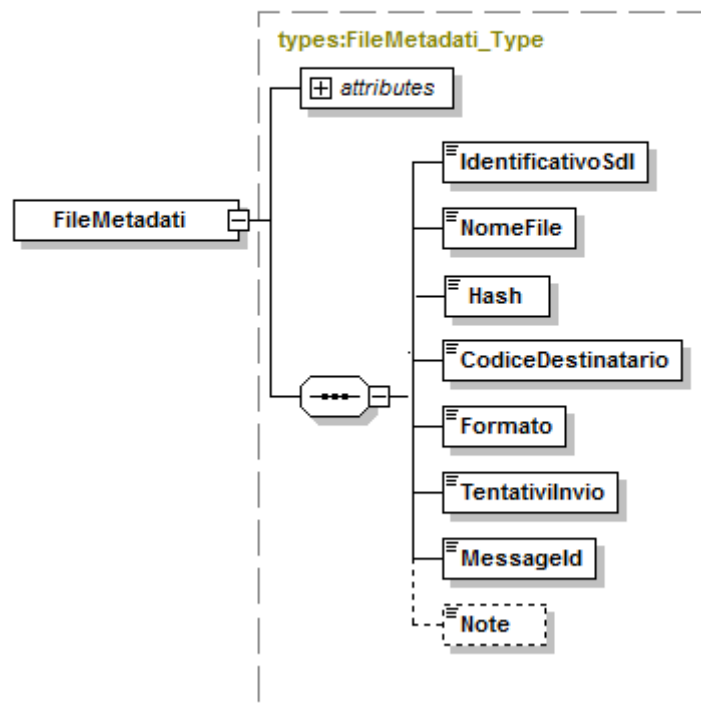 types:FileMetadati_Type
attributes
FileMetadati
IdentificativoSdI
NomeFile
Hash
CodiceDestinatario
Formato
TentativiInvio
MessageId
Note